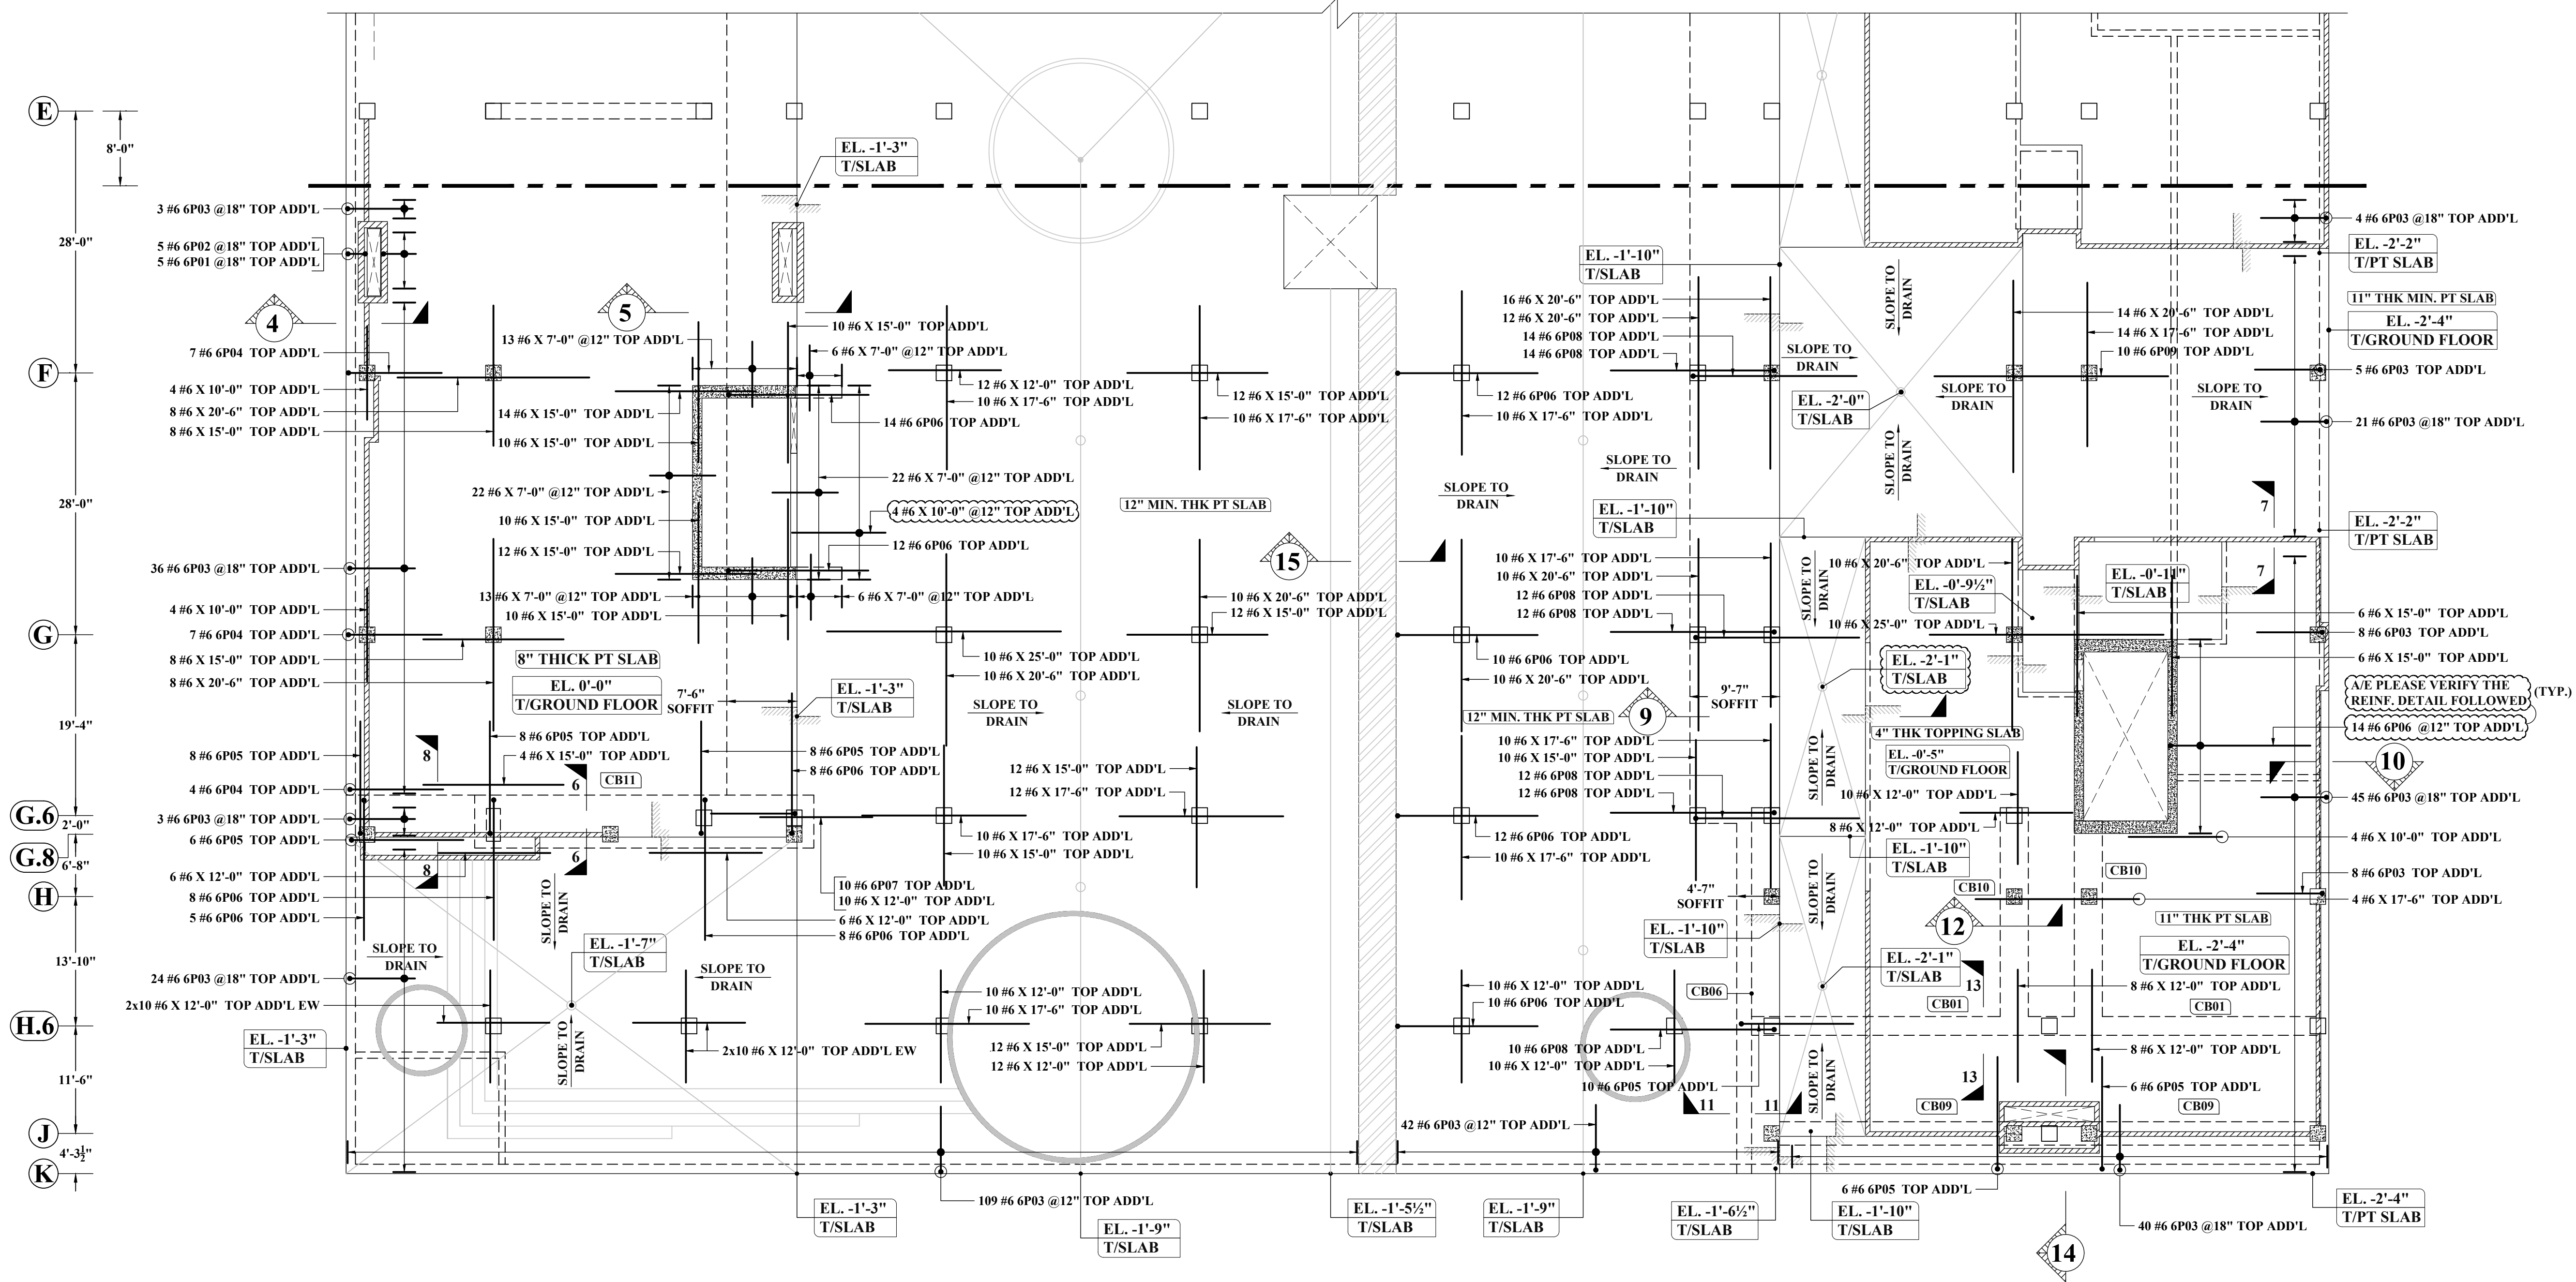 E
8'-0"
EL. -1'-3"
T/SLAB
3 #6 6P03 @18" TOP ADD'L
4 #6 6P03 @18" TOP ADD'L
28'-0"
5 #6 6P02 @18" TOP ADD'L
5 #6 6P01 @18" TOP ADD'L
EL. -1'-10"
T/SLAB
EL. -2'-2"
T/PT SLAB
4
5
16 #6 X 20'-6" TOP ADD'L
12 #6 X 20'-6" TOP ADD'L
14 #6 6P08 TOP ADD'L
14 #6 6P08 TOP ADD'L
SLOPE TO
DRAIN
11" THK MIN. PT SLAB
EL. -2'-4"
T/GROUND FLOOR
14 #6 X 20'-6" TOP ADD'L
14 #6 X 17'-6" TOP ADD'L
10 #6 6P09 TOP ADD'L
10 #6 X 15'-0" TOP ADD'L
13 #6 X 7'-0" @12" TOP ADD'L
6 #6 X 7'-0" @12" TOP ADD'L
7 #6 6P04 TOP ADD'L
F
SLOPE TO
DRAIN
5 #6 6P03 TOP ADD'L
4 #6 X 10'-0" TOP ADD'L
12 #6 X 12'-0" TOP ADD'L
10 #6 X 17'-6" TOP ADD'L
12 #6 X 15'-0" TOP ADD'L
10 #6 X 17'-6" TOP ADD'L
12 #6 6P06 TOP ADD'L
10 #6 X 17'-6" TOP ADD'L
SLOPE TO
DRAIN
SLOPE TO
DRAIN
EL. -2'-0"
T/SLAB
8 #6 X 20'-6" TOP ADD'L
14 #6 X 15'-0" TOP ADD'L
14 #6 6P06 TOP ADD'L
8 #6 X 15'-0" TOP ADD'L
10 #6 X 15'-0" TOP ADD'L
21 #6 6P03 @18" TOP ADD'L
SLOPE TO
DRAIN
SLOPE TO
DRAIN
28'-0"
22 #6 X 7'-0" @12" TOP ADD'L
22 #6 X 7'-0" @12" TOP ADD'L
SLOPE TO
DRAIN
7
4 #6 X 10'-0" @12" TOP ADD'L
12" MIN. THK PT SLAB
EL. -1'-10"
T/SLAB
EL. -2'-2"
T/PT SLAB
10 #6 X 15'-0" TOP ADD'L
12 #6 X 15'-0" TOP ADD'L
12 #6 6P06 TOP ADD'L
15
36 #6 6P03 @18" TOP ADD'L
10 #6 X 17'-6" TOP ADD'L
10 #6 X 20'-6" TOP ADD'L
12 #6 6P08 TOP ADD'L
12 #6 6P08 TOP ADD'L
SLOPE TO
DRAIN
10 #6 X 20'-6" TOP ADD'L
EL. -0'-9½"
T/SLAB
EL. -0'-11"
T/SLAB
7
13 #6 X 7'-0" @12" TOP ADD'L
6 #6 X 7'-0" @12" TOP ADD'L
10 #6 X 15'-0" TOP ADD'L
10 #6 X 20'-6" TOP ADD'L
12 #6 X 15'-0" TOP ADD'L
4 #6 X 10'-0" TOP ADD'L
6 #6 X 15'-0" TOP ADD'L
10 #6 X 25'-0" TOP ADD'L
G
7 #6 6P04 TOP ADD'L
8 #6 6P03 TOP ADD'L
8 #6 X 15'-0" TOP ADD'L
8" THICK PT SLAB
10 #6 X 25'-0" TOP ADD'L
10 #6 X 20'-6" TOP ADD'L
10 #6 6P06 TOP ADD'L
10 #6 X 20'-6" TOP ADD'L
EL. -2'-1"
T/SLAB
6 #6 X 15'-0" TOP ADD'L
8 #6 X 20'-6" TOP ADD'L
EL. 0'-0"
T/GROUND FLOOR
7'-6"
SOFFIT
EL. -1'-3"
T/SLAB
9'-7"
SOFFIT
A/E PLEASE VERIFY THE
REINF. DETAIL FOLLOWED
(TYP.)
SLOPE TO
DRAIN
SLOPE TO
DRAIN
12" MIN. THK PT SLAB
9
19'-4"
8 #6 6P05 TOP ADD'L
4" THK TOPPING SLAB
14 #6 6P06 @12" TOP ADD'L
8 #6 6P05 TOP ADD'L
8
4 #6 X 15'-0" TOP ADD'L
8 #6 6P05 TOP ADD'L
8 #6 6P06 TOP ADD'L
10 #6 X 17'-6" TOP ADD'L
10 #6 X 15'-0" TOP ADD'L
12 #6 6P08 TOP ADD'L
12 #6 6P08 TOP ADD'L
SLOPE TO
DRAIN
EL. -0'-5"
T/GROUND FLOOR
10
12 #6 X 15'-0" TOP ADD'L
12 #6 X 17'-6" TOP ADD'L
6
CB11
4 #6 6P04 TOP ADD'L
10 #6 X 12'-0" TOP ADD'L
45 #6 6P03 @18" TOP ADD'L
G.6
2'-0"
3 #6 6P03 @18" TOP ADD'L
6 #6 6P05 TOP ADD'L
10 #6 X 17'-6" TOP ADD'L
10 #6 X 15'-0" TOP ADD'L
12 #6 6P06 TOP ADD'L
10 #6 X 17'-6" TOP ADD'L
8 #6 X 12'-0" TOP ADD'L
4 #6 X 10'-0" TOP ADD'L
G.8
6'-8"
8
6
EL. -1'-10"
T/SLAB
6 #6 X 12'-0" TOP ADD'L
8 #6 6P06 TOP ADD'L
5 #6 6P06 TOP ADD'L
10 #6 6P07 TOP ADD'L
10 #6 X 12'-0" TOP ADD'L
6 #6 X 12'-0" TOP ADD'L
8 #6 6P06 TOP ADD'L
CB10
CB10
8 #6 6P03 TOP ADD'L
H
4'-7"
SOFFIT
4 #6 X 17'-6" TOP ADD'L
SLOPE TO
DRAIN
SLOPE TO
DRAIN
12
11" THK PT SLAB
SLOPE TO
DRAIN
EL. -1'-7"
T/SLAB
EL. -1'-10"
T/SLAB
EL. -2'-4"
T/GROUND FLOOR
13'-10"
24 #6 6P03 @18" TOP ADD'L
SLOPE TO
DRAIN
EL. -2'-1"
T/SLAB
13
2x10 #6 X 12'-0" TOP ADD'L EW
10 #6 X 12'-0" TOP ADD'L
10 #6 X 17'-6" TOP ADD'L
10 #6 X 12'-0" TOP ADD'L
10 #6 6P06 TOP ADD'L
CB06
CB01
8 #6 X 12'-0" TOP ADD'L
CB01
H.6
EL. -1'-3"
T/SLAB
SLOPE TO
DRAIN
2x10 #6 X 12'-0" TOP ADD'L EW
12 #6 X 15'-0" TOP ADD'L
12 #6 X 12'-0" TOP ADD'L
10 #6 6P08 TOP ADD'L
10 #6 X 12'-0" TOP ADD'L
10 #6 6P05 TOP ADD'L
8 #6 X 12'-0" TOP ADD'L
11'-6"
SLOPE TO
DRAIN
13
6 #6 6P05 TOP ADD'L
11
11
CB09
CB09
J
42 #6 6P03 @12" TOP ADD'L
4'-3½"
K
109 #6 6P03 @12" TOP ADD'L
6 #6 6P05 TOP ADD'L
EL. -1'-3"
T/SLAB
EL. -1'-9"
T/SLAB
EL. -1'-5½"
T/SLAB
EL. -1'-9"
T/SLAB
EL. -1'-6½"
T/SLAB
EL. -1'-10"
T/SLAB
EL. -2'-4"
T/PT SLAB
40 #6 6P03 @18" TOP ADD'L
14